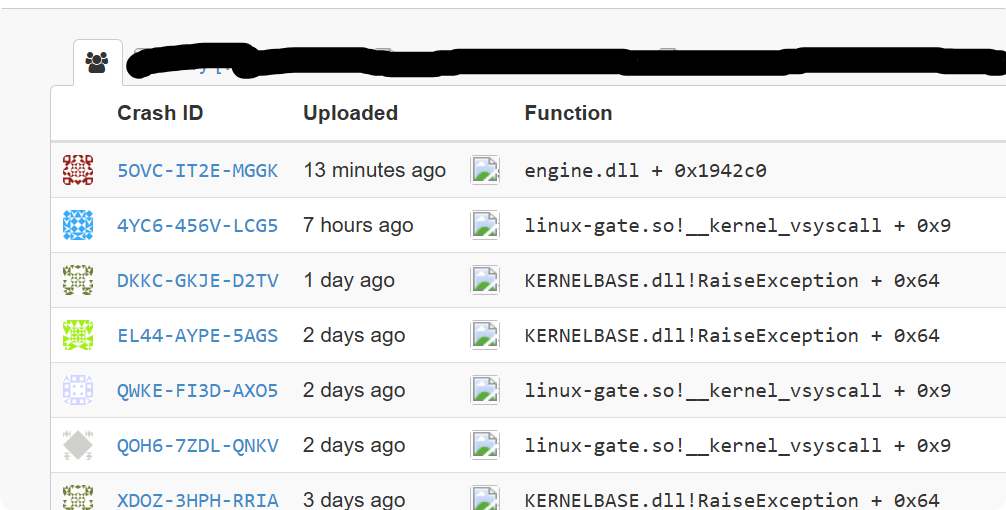 Crash ID Uploaded Function
5OVC-IT2E-MGGK 13 minutes ago engine.dll + 0x1942c0
4YC6-456V-LCG5 7 hours ago linux-gate.so!__kernel_vsyscall + 0x9
DKKC-GKJE-D2TV 1 day ago KERNELBASE.dll!RaiseException + 0x64
EL44-AYPE-5AGS 2 days ago KERNELBASE.dll!RaiseException + 0x64
QWKE-FI3D-AXO5 2 days ago linux-gate.so!__kernel_vsyscall + 0x9
QOH6-7ZDL-QNKV 2 days ago linux-gate.so!__kernel_vsyscall + 0x9
XDOZ-3HPH-RRIA 3 days ago KERNELBASE.dll!RaiseException + 0x64